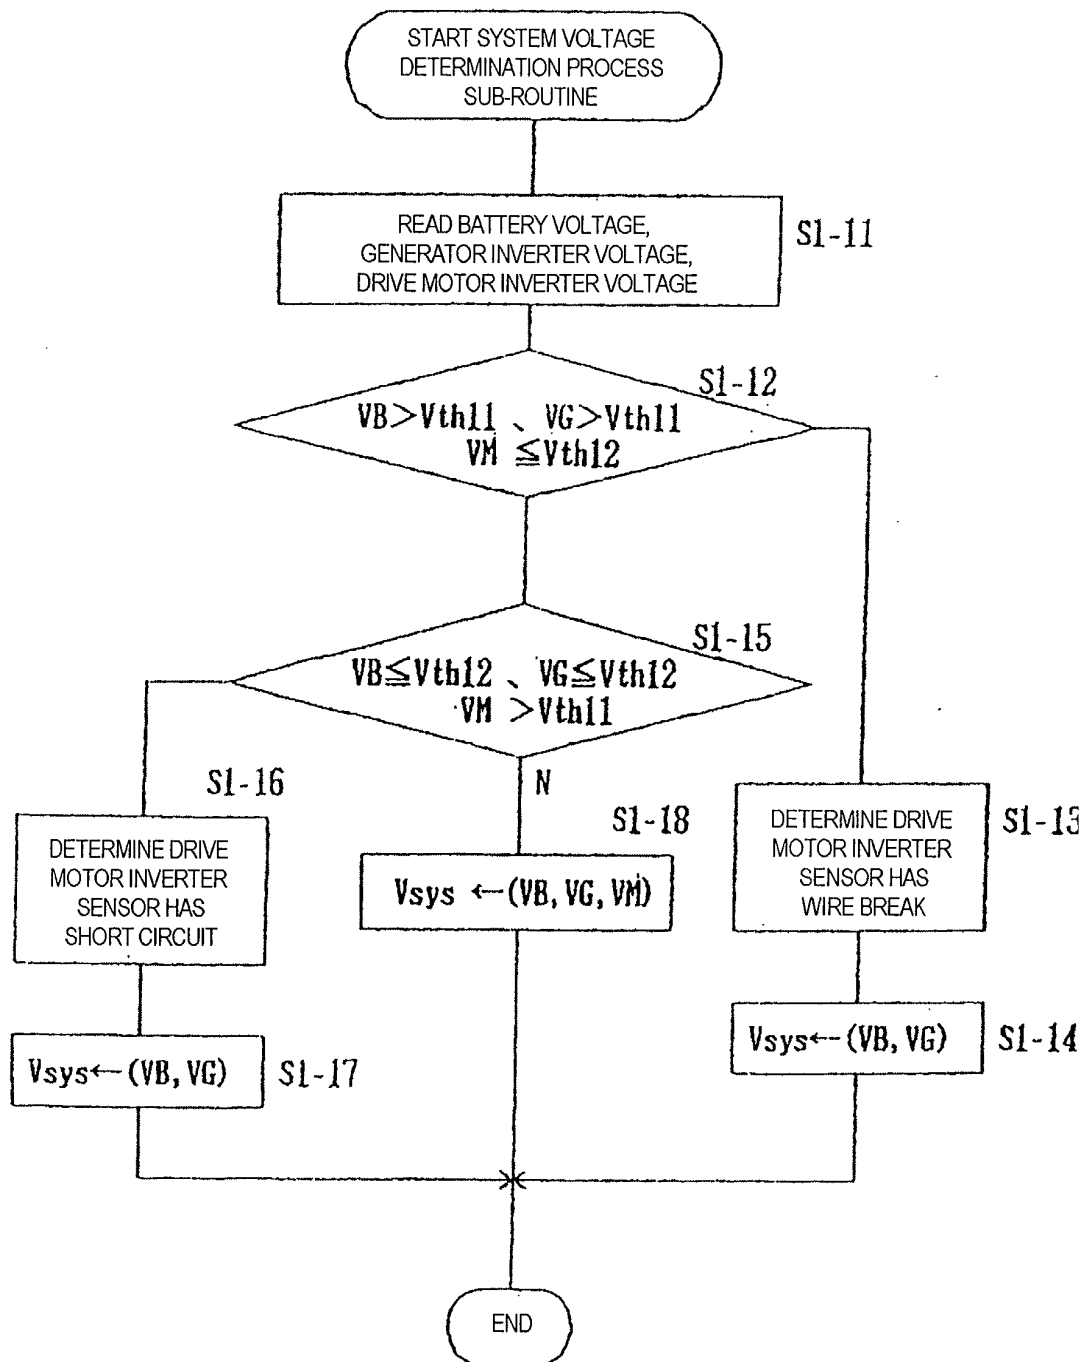 START SYSTEM VOLTAGE
DETERMINATION PROCESS
SUB-ROUTINE
READ BATTERY VOLTAGE,
GENERATOR INVERTER VOLTAGE,
DRIVE MOTOR INVERTER VOLTAGE
S1-11
S1-12
VB>Vth11 、VG>Vth11
VM ≦Vth12
S1-15
VB≦Vth12 、VG≦Vth12
VM >Vth11
S1-16
N
S1-18
DETERMINE DRIVE
MOTOR INVERTER
SENSOR HAS
SHORT CIRCUIT
Vsys ←(VB, VG, VM)
DETERMINE DRIVE
MOTOR INVERTER
SENSOR HAS
WIRE BREAK
S1-13
Vsys←(VB, VG)
S1-17
Vsys←(VB, VG)
S1-14
END